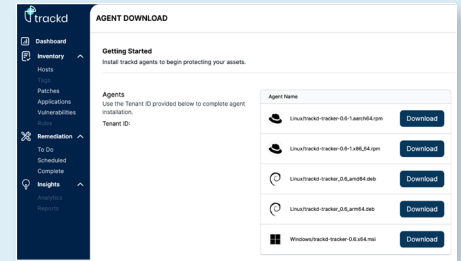 trackd
AGENT DOWNLOAD
Dashboard
Inventory
Hosts
Tags
Patches
Applications
Vulnerabilities
Rules
Remediation
To Do
Scheduled
Complete
Insights
Analytics
Reports
Getting Started
Install trackd agents to begin protecting your assets.
Agents
Use the Tenant ID provided below to complete agent
installation.
Tenant ID:
Agent Name
Linux/trackd-tracker-0.6-1.aarch64.rpm
Download
Linux/trackd-tracker-0.6-1.x86_64.rpm
Download
Linux/trackd-tracker_0.6_amd64.deb
Download
Linux/trackd-tracker_0.6_arm64.deb
Download
Windows/trackd-tracker-0.6.x64.msi
Download